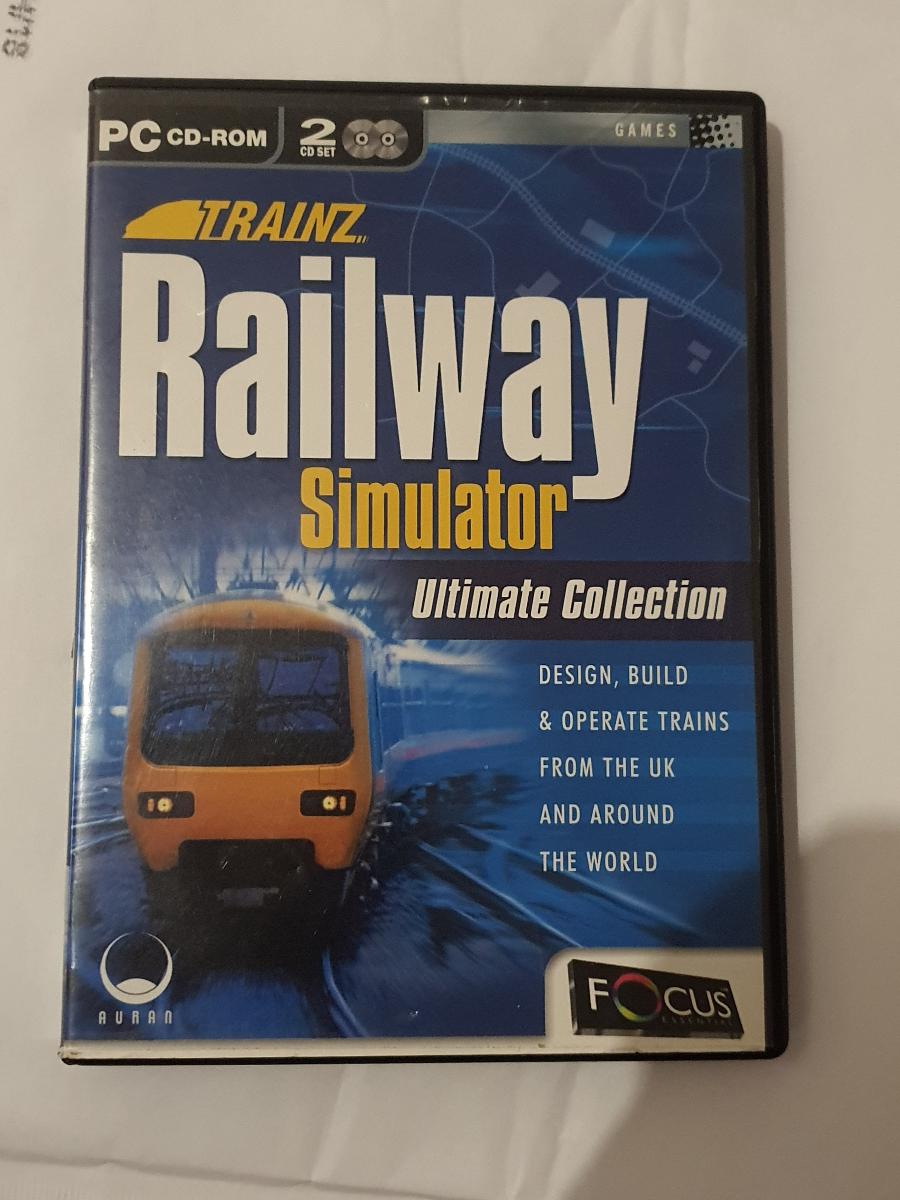 PC CD-ROM
2
CD SET
GAMES
TRAINZ
Railway
Simulator
Ultimate Collection
DESIGN, BUILD
& OPERATE TRAINS
FROM THE UK
AND AROUND
THE WORLD
AURAN
FOCUS
ESSENTIAL